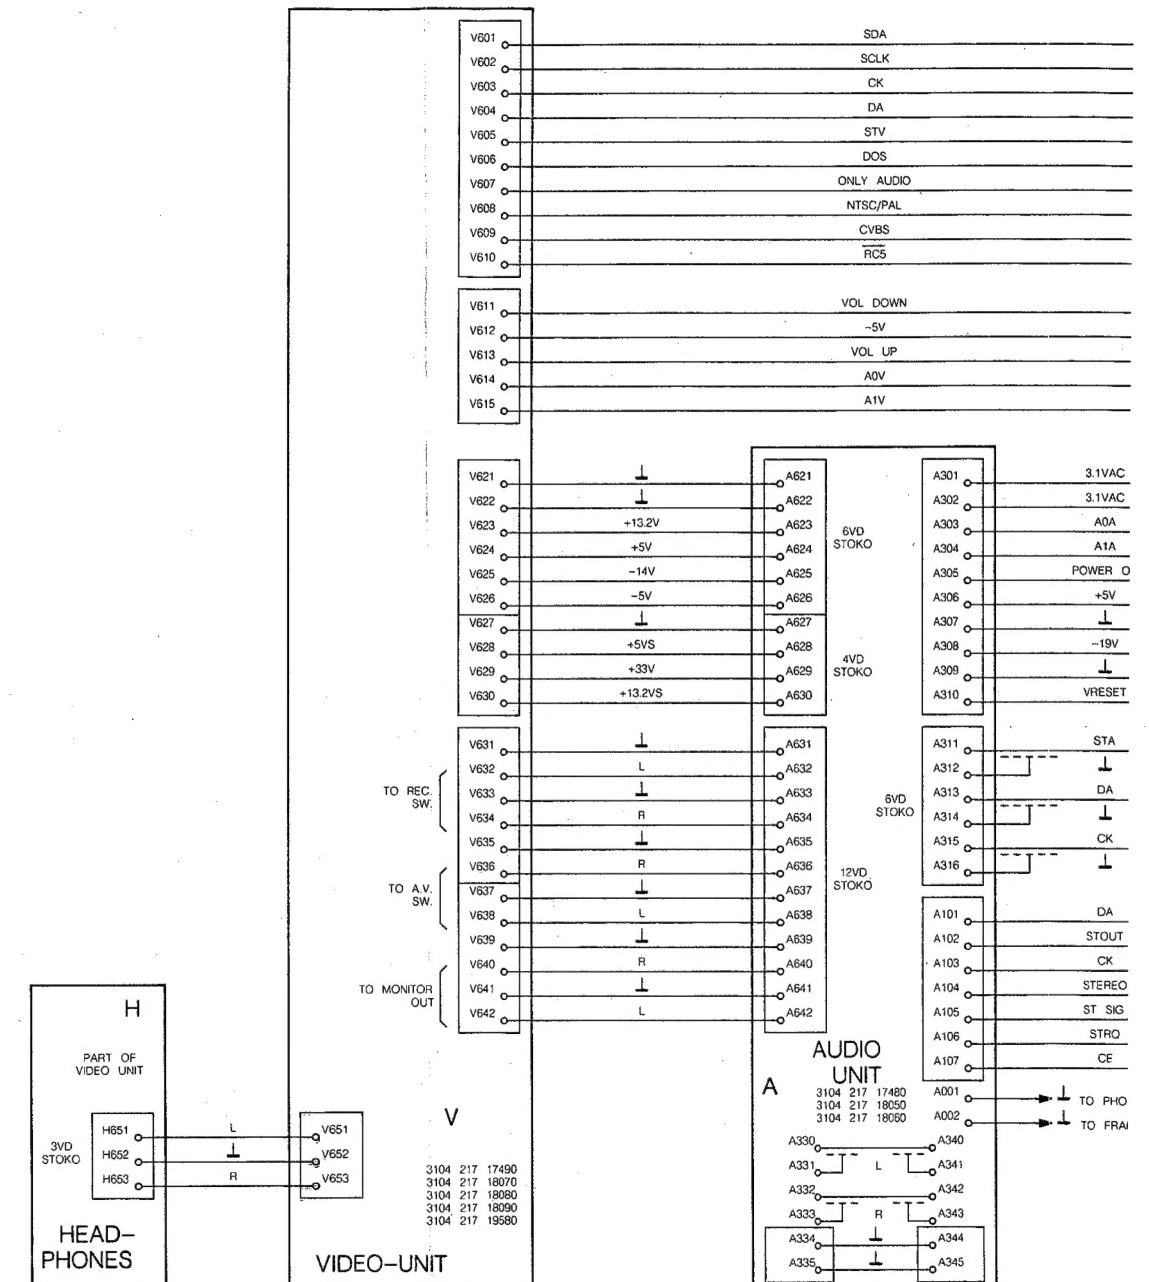 V601 SDA
V602 SCLK
V603 CK
V604 DA
V605 STV
V606 DOS
V607 ONLY AUDIO
V608 NTSC/PAL
V609 CVBS
V610 RC5
V611 VOL DOWN
V612 -5V
V613 VOL UP
V614 A0V
V615 A1V
V621 A621 A301 3.1VAC
V622 A622 A302 3.1VAC
V623 +13.2V A623 A303 A0A
6VD
STOKO
V624 +5V A624 A304 A1A
V625 -14V A625 A305 POWER O
V626 -5V A626 A306 +5V
V627 A627 A307
V628 +5VS A628 A308 -19V
4VD
STOKO
V629 +33V A629 A309
V630 +13.2VS A630 A310 VRESET
V631 A631 A311 STA
V632 L A632 A312
TO REC.
SW.
V633 A633 A313 DA
6VD
STOKO
V634 R A634 A314
V635 A635 A315 CK
V636 R A636 A316
12VD
STOKO
TO A.V.
SW.
V637 A637
V638 L A638 A101 DA
V639 A639 A102 STOUT
V640 R A640 A103 CK
TO MONITOR
OUT
V641 A641 A104 STEREO
V642 L A642 A105 ST SIG
A106 STRQ
A107 CE
H
PART OF
VIDEO UNIT
AUDIO
UNIT
A
3104 217 17480
3104 217 18050
3104 217 18060
A001 TO PHO
A002 TO FRA
3VD
STOKO
H651 L V651
H652 V652
H653 R V653
V
3104 217 17490
3104 217 18070
3104 217 18080
3104 217 18090
3104 217 19580
A330 A340
A331 L A341
A332 A342
A333 R A343
A334 A344
A335 A345
HEAD-
PHONES
VIDEO-UNIT